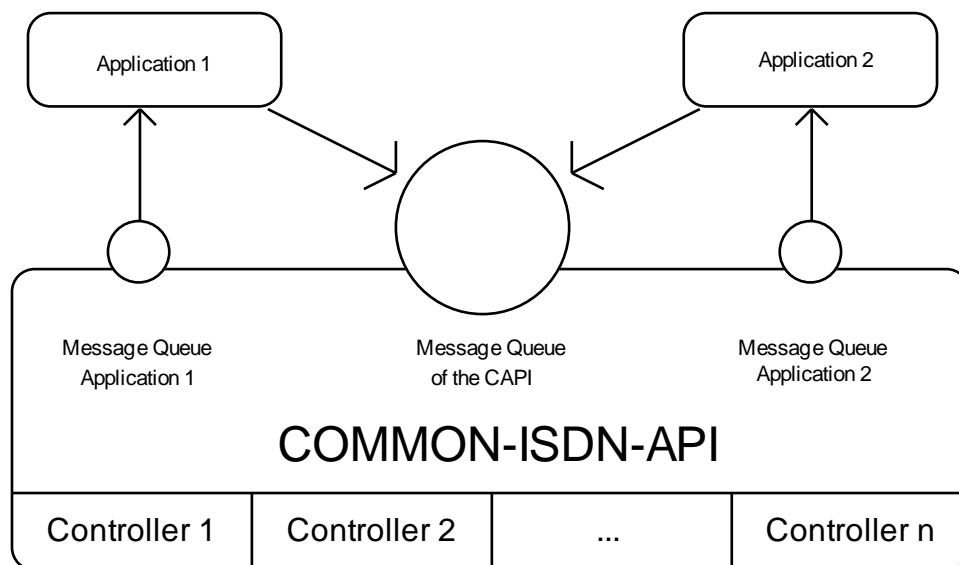 Application 1
Application 2
Message Queue
Application 1
Message Queue
of the CAPI
Message Queue
Application 2
COMMON-ISDN-API
Controller 1
Controller 2
...
Controller n